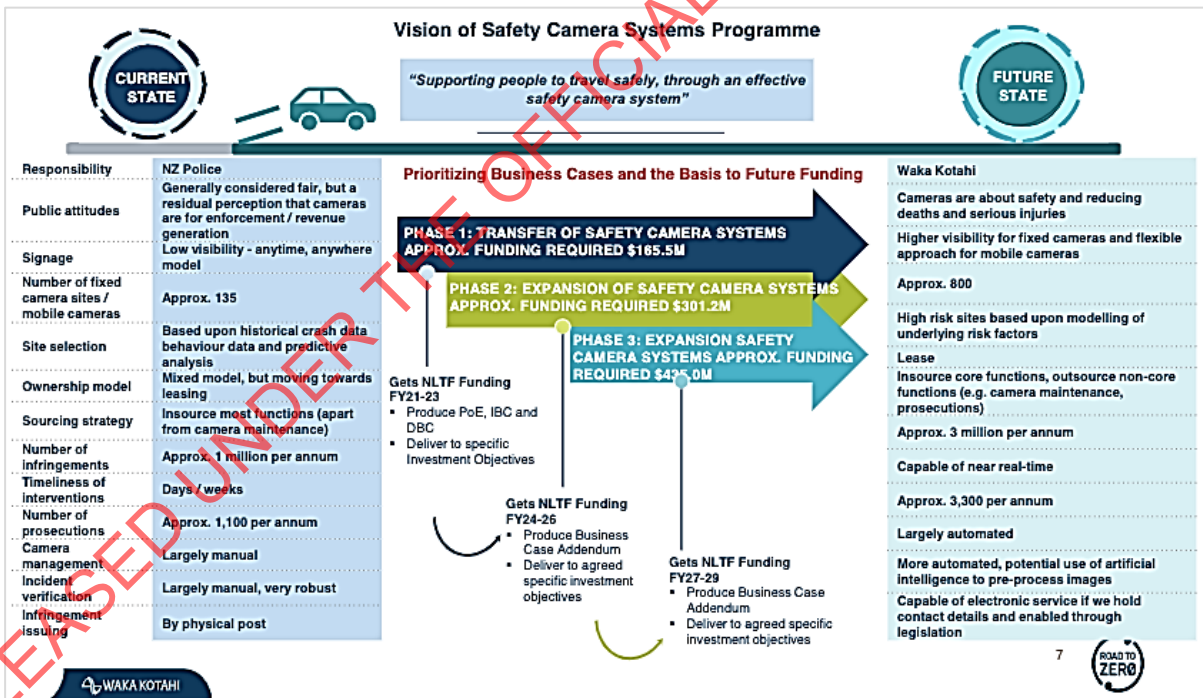 Vision of Safety Camera Systems Programme
CURRENT
STATE
"Supporting people to travel safely, through an effective
safety camera system"
FUTURE
STATE
Responsibility
NZ Police
Public attitudes
Generally considered fair, but a
residual perception that cameras
are for enforcement / revenue
generation
Signage
Low visibility - anytime, anywhere
model
Number of fixed
camera sites /
mobile cameras
Approx. 135
Site selection
Based upon historical crash data
behaviour data and predictive
analysis
Ownership model
Mixed model, but moving towards
leasing
Sourcing strategy
Insource most functions (apart
from camera maintenance)
Number of
infringements
Approx. 1 million per annum
Timeliness of
interventions
Days / weeks
Number of
prosecutions
Approx. 1,100 per annum
Camera
management
Largely manual
Incident
verification
Largely manual, very robust
Infringement
issuing
By physical post
Prioritizing Business Cases and the Basis to Future Funding
PHASE 1: TRANSFER OF SAFETY CAMERA SYSTEMS
APPROX. FUNDING REQUIRED $165.5M
PHASE 2: EXPANSION OF SAFETY CAMERA SYSTEMS
APPROX. FUNDING REQUIRED $301.2M
PHASE 3: EXPANSION SAFETY
CAMERA SYSTEMS APPROX. FUNDING
REQUIRED
Gets NLTF Funding
FY21-23
▪ Produce PoE, IBC and
DBC
▪ Deliver to specific
Investment Objectives
Gets NLTF Funding
FY24-26
▪ Produce Business
Case Addendum
▪ Deliver to agreed
specific investment
objectives
Gets NLTF Funding
FY27-29
▪ Produce Business Case
Addendum
▪ Deliver to agreed specific
investment objectives
Waka Kotahi
Cameras are about safety and reducing
deaths and serious injuries
Higher visibility for fixed cameras and flexible
approach for mobile cameras
Approx. 800
High risk sites based upon modelling of
underlying risk factors
Lease
Insource core functions, outsource non-core
functions (e.g. camera maintenance,
prosecutions)
Approx. 3 million per annum
Capable of near real-time
Approx. 3,300 per annum
Largely automated
More automated, potential use of artificial
intelligence to pre-process images
Capable of electronic service if we hold
contact details and enabled through
legislation
7
ROAD TO
ZERØ
WAKA KOTAHI
EASED UNDER THE OFFICIAL